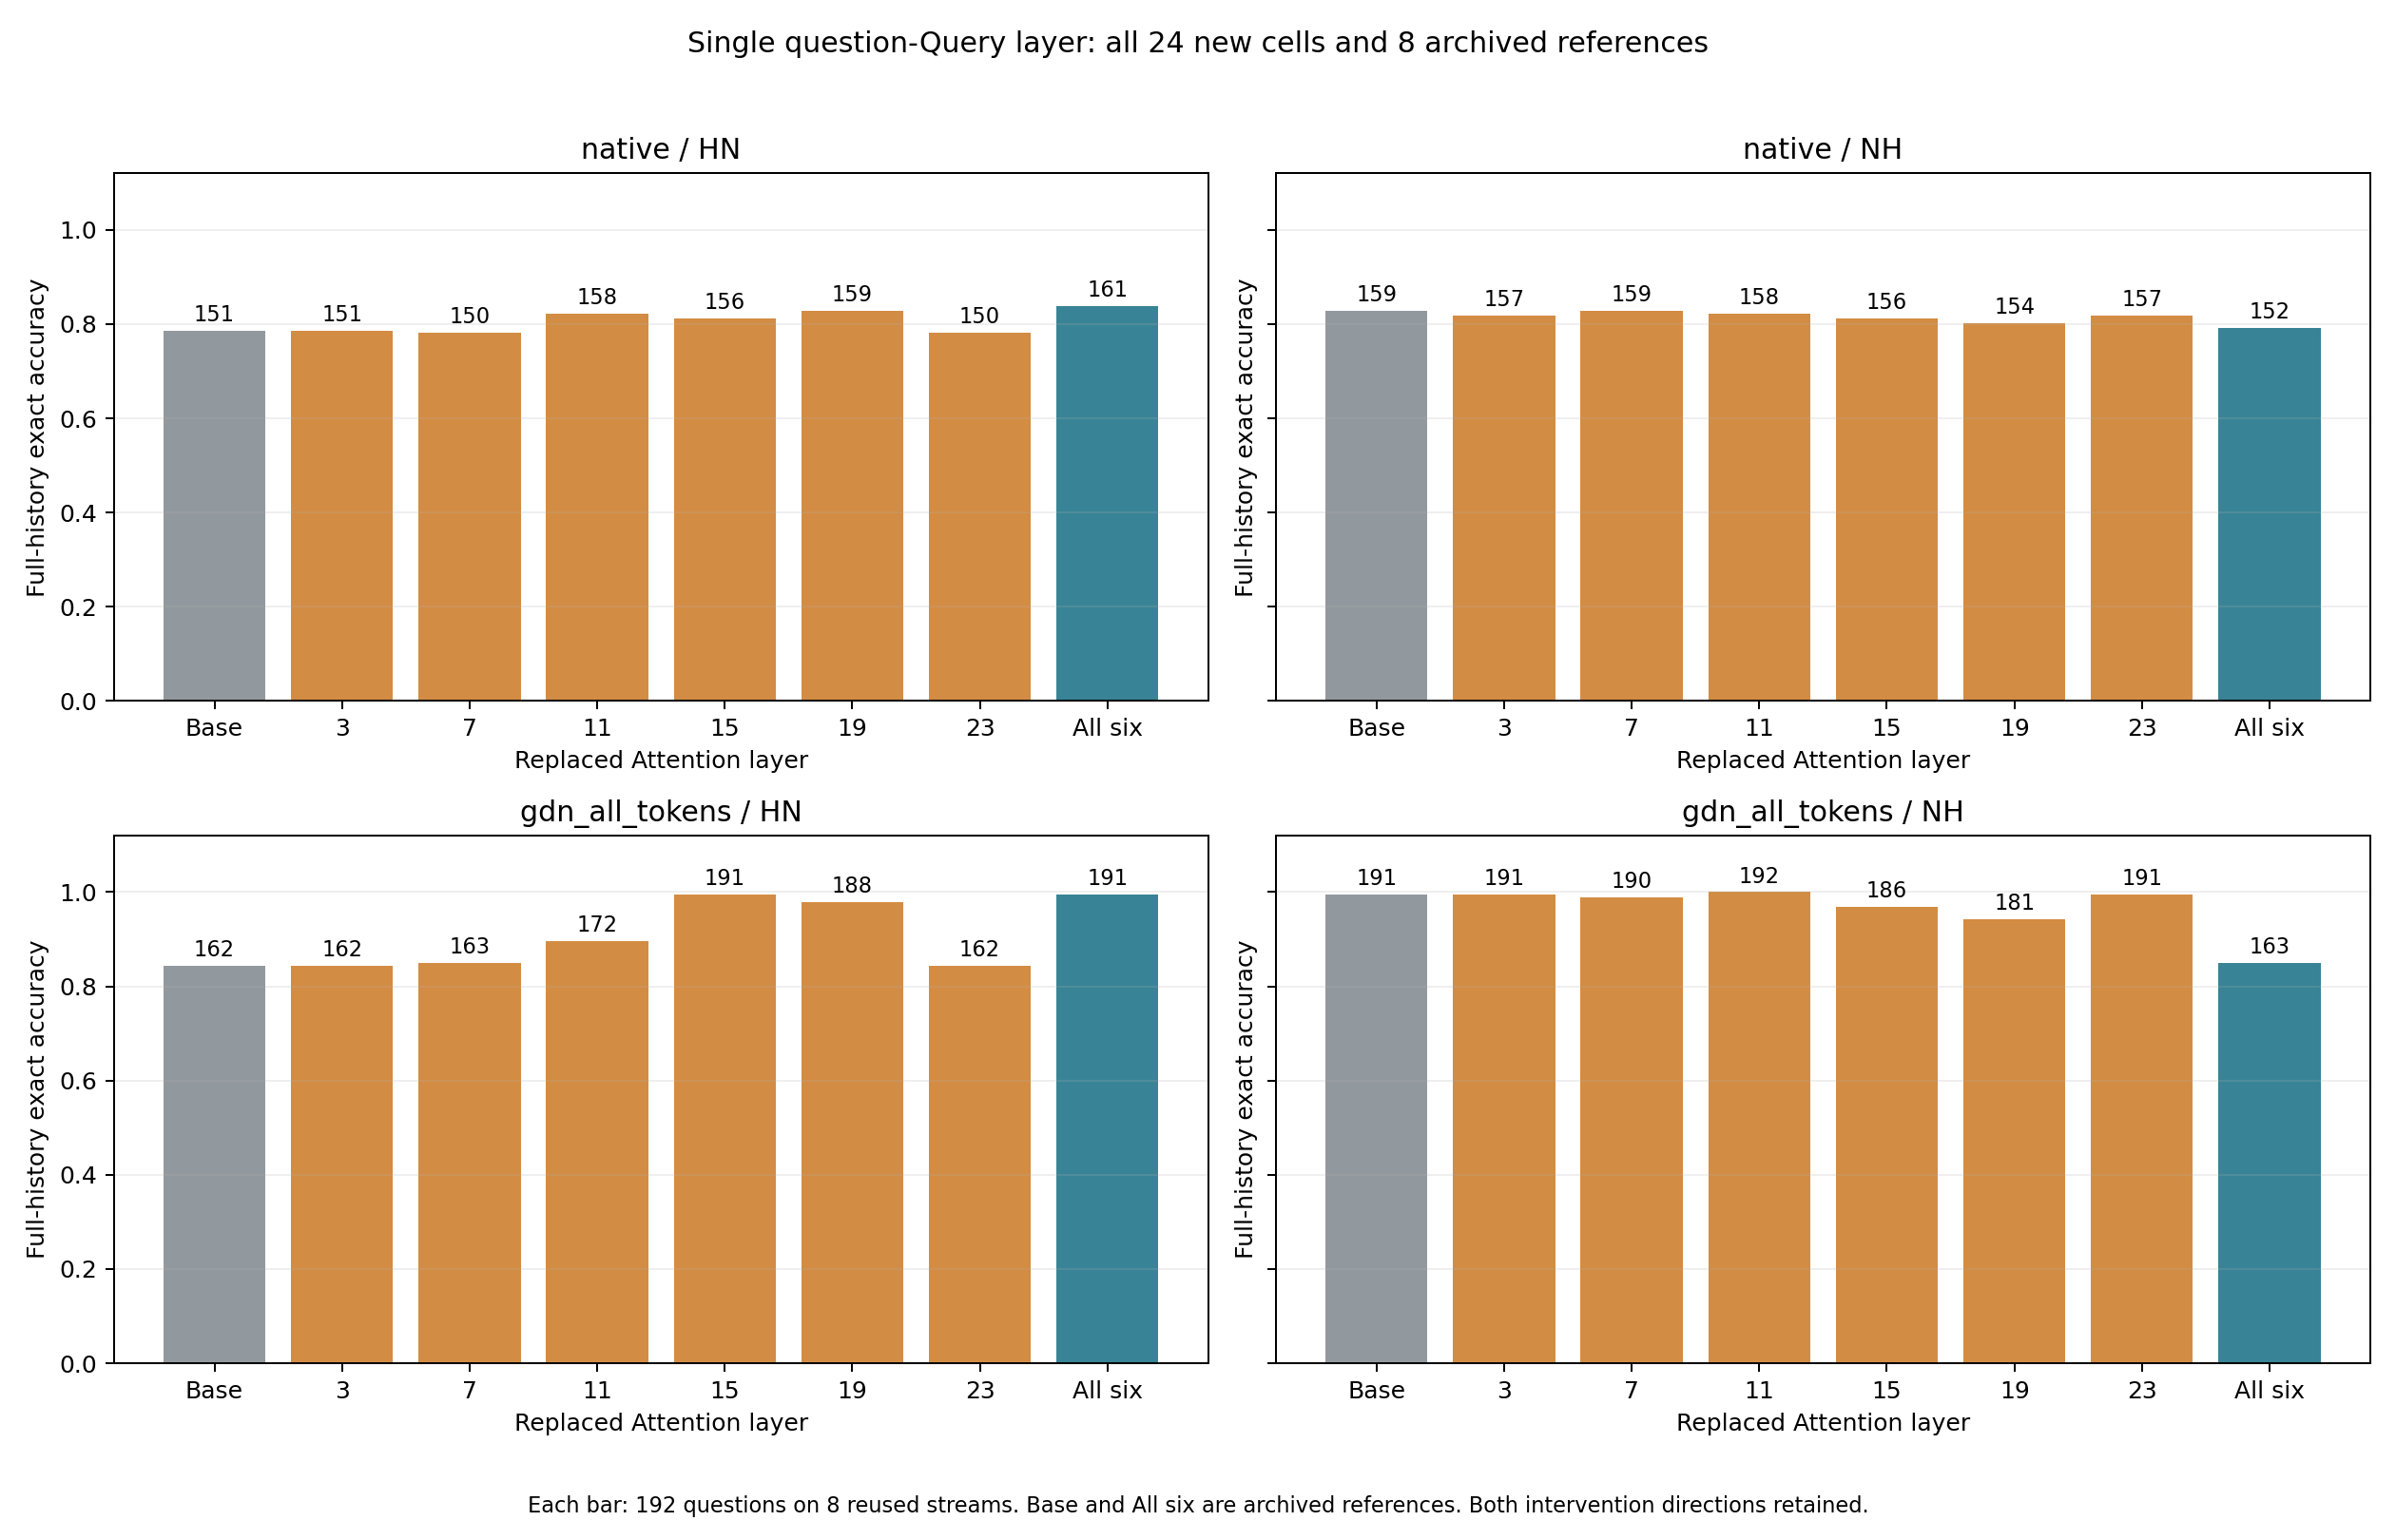 Single question-Query layer: all 24 new cells and 8 archived references
native / HN
Full-history exact accuracy
1.0
0.8
0.6
0.4
0.2
0.0
151
151
150
158
156
159
150
161
Base 3 7 11 15 19 23 All six
Replaced Attention layer
native / NH
Full-history exact accuracy
159
157
159
158
156
154
157
152
Base 3 7 11 15 19 23 All six
Replaced Attention layer
gdn_all_tokens / HN
Full-history exact accuracy
1.0
0.8
0.6
0.4
0.2
0.0
162
162
163
172
191
188
162
191
Base 3 7 11 15 19 23 All six
Replaced Attention layer
gdn_all_tokens / NH
Full-history exact accuracy
191
191
190
192
186
181
191
163
Base 3 7 11 15 19 23 All six
Replaced Attention layer
Each bar: 192 questions on 8 reused streams. Base and All six are archived references. Both intervention directions retained.